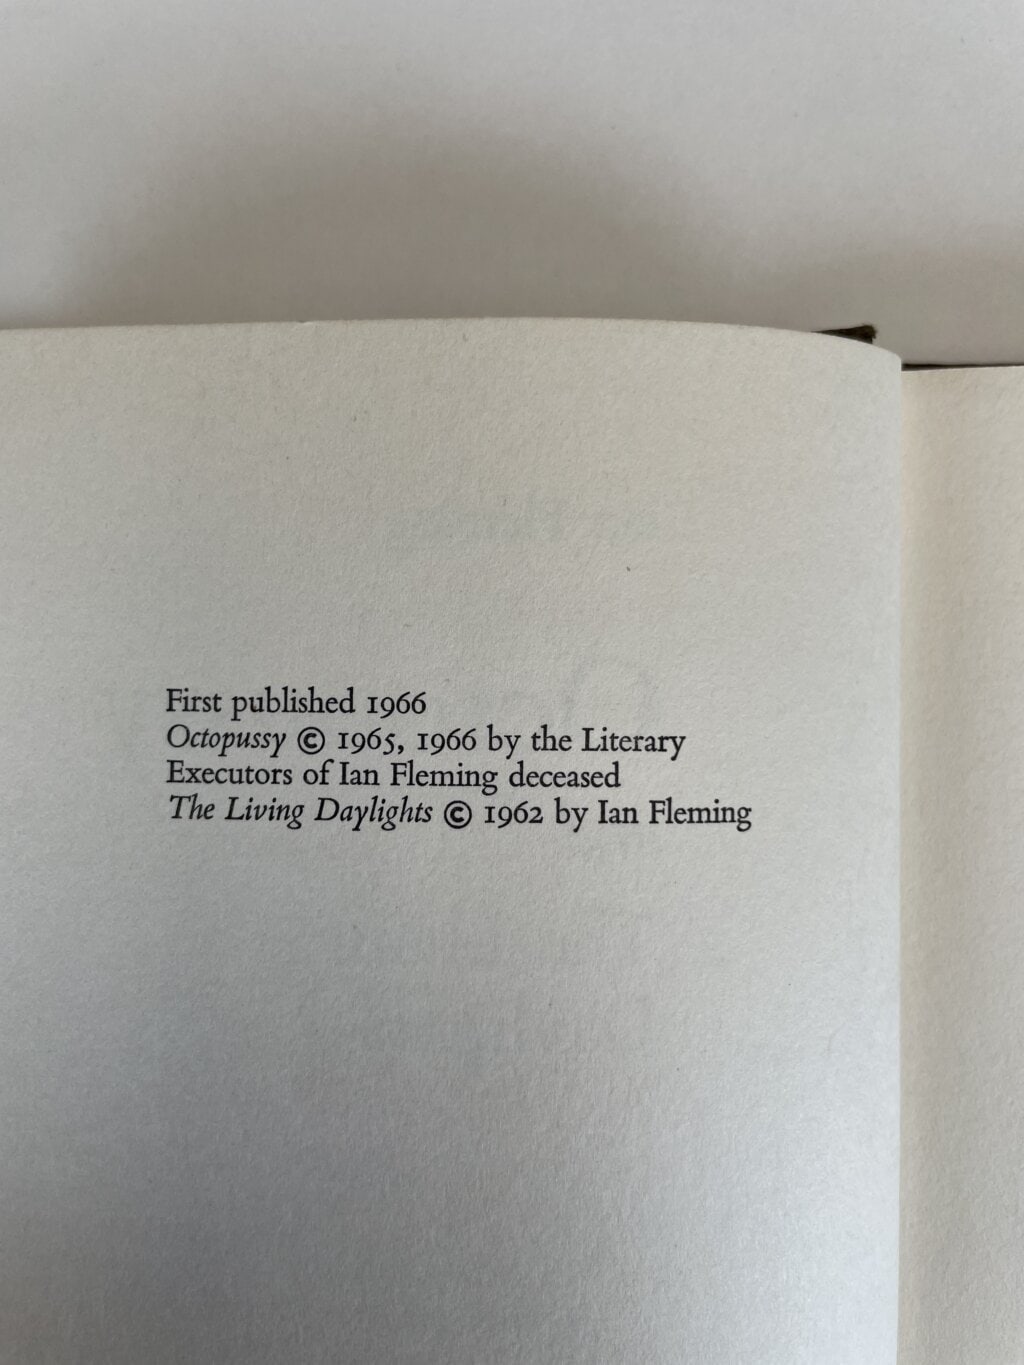 First published 1966
Octopussy © 1965, 1966 by the Literary
Executors of Ian Fleming deceased
The Living Daylights © 1962 by Ian Fleming